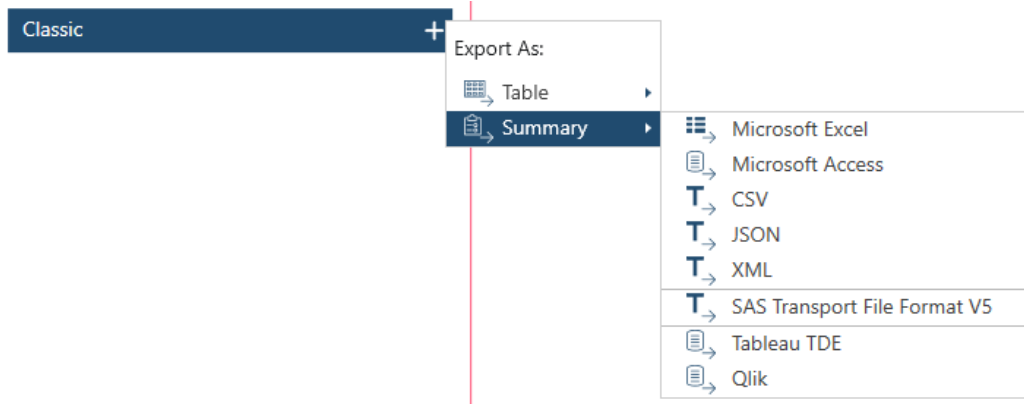 Classic
Export As:
Table
Summary
Microsoft Excel
Microsoft Access
CSV
JSON
XML
SAS Transport File Format V5
Tableau TDE
Qlik